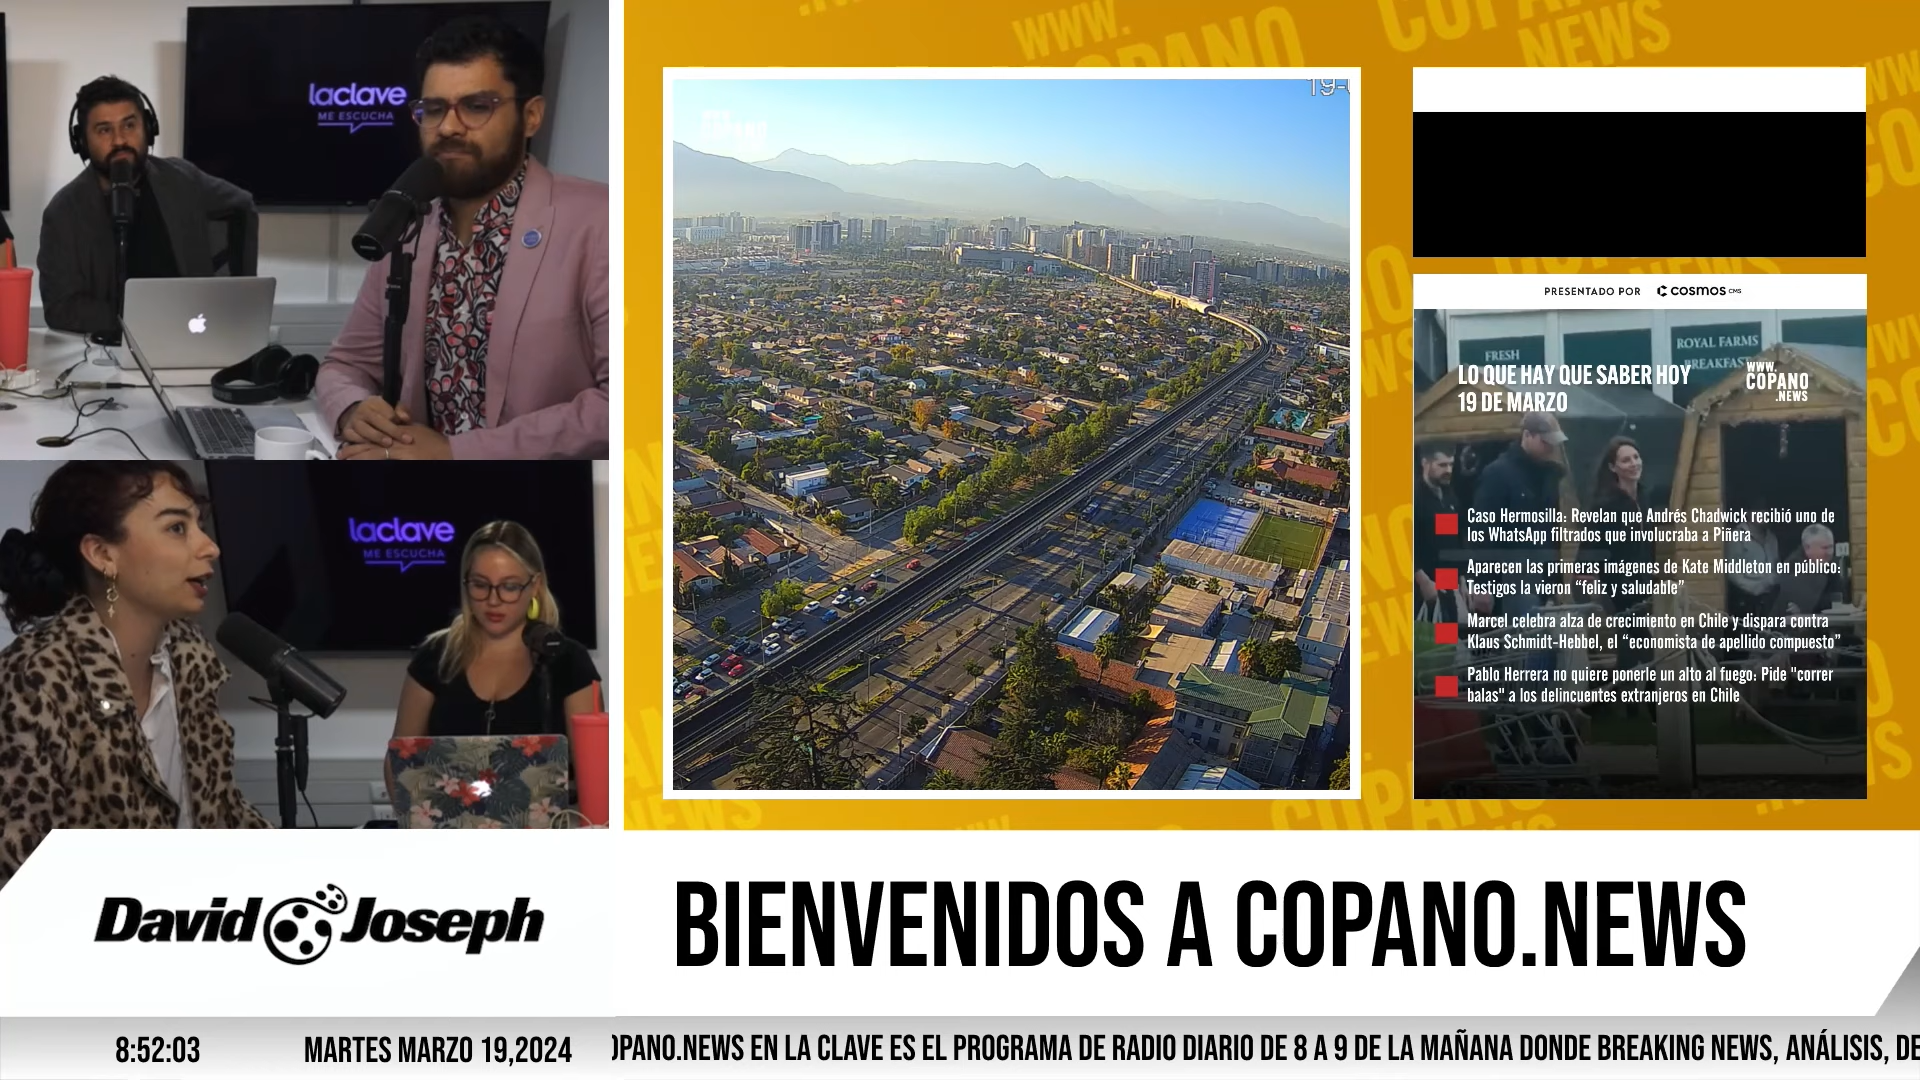 laclave
ME ESCUCHA
laclave
ME ESCUCHA
PRESENTADO POR COSMOS CMS
FRESH
ROYAL FARMS
BREAKFAST
LO QUE HAY QUE SABER HOY
19 DE MARZO
WWW.
COPANO
.NEWS
Caso Hermosilla: Revelan que Andrés Chadwick recibió uno de
los WhatsApp filtrados que involucraba a Piñera
Aparecen las primeras imágenes de Kate Middleton en público:
Testigos la vieron “feliz y saludable”
Marcel celebra alza de crecimiento en Chile y dispara contra
Klaus Schmidt-Hebbel, el “economista de apellido compuesto”
Pablo Herrera no quiere ponerle un alto al fuego: Pide "correr
balas" a los delincuentes extranjeros en Chile
David Joseph
BIENVENIDOS A COPANO.NEWS
8:52:03
MARTES MARZO 19,2024
OPANO.NEWS EN LA CLAVE ES EL PROGRAMA DE RADIO DIARIO DE 8 A 9 DE LA MAÑANA DONDE BREAKING NEWS, ANÁLISIS, DE